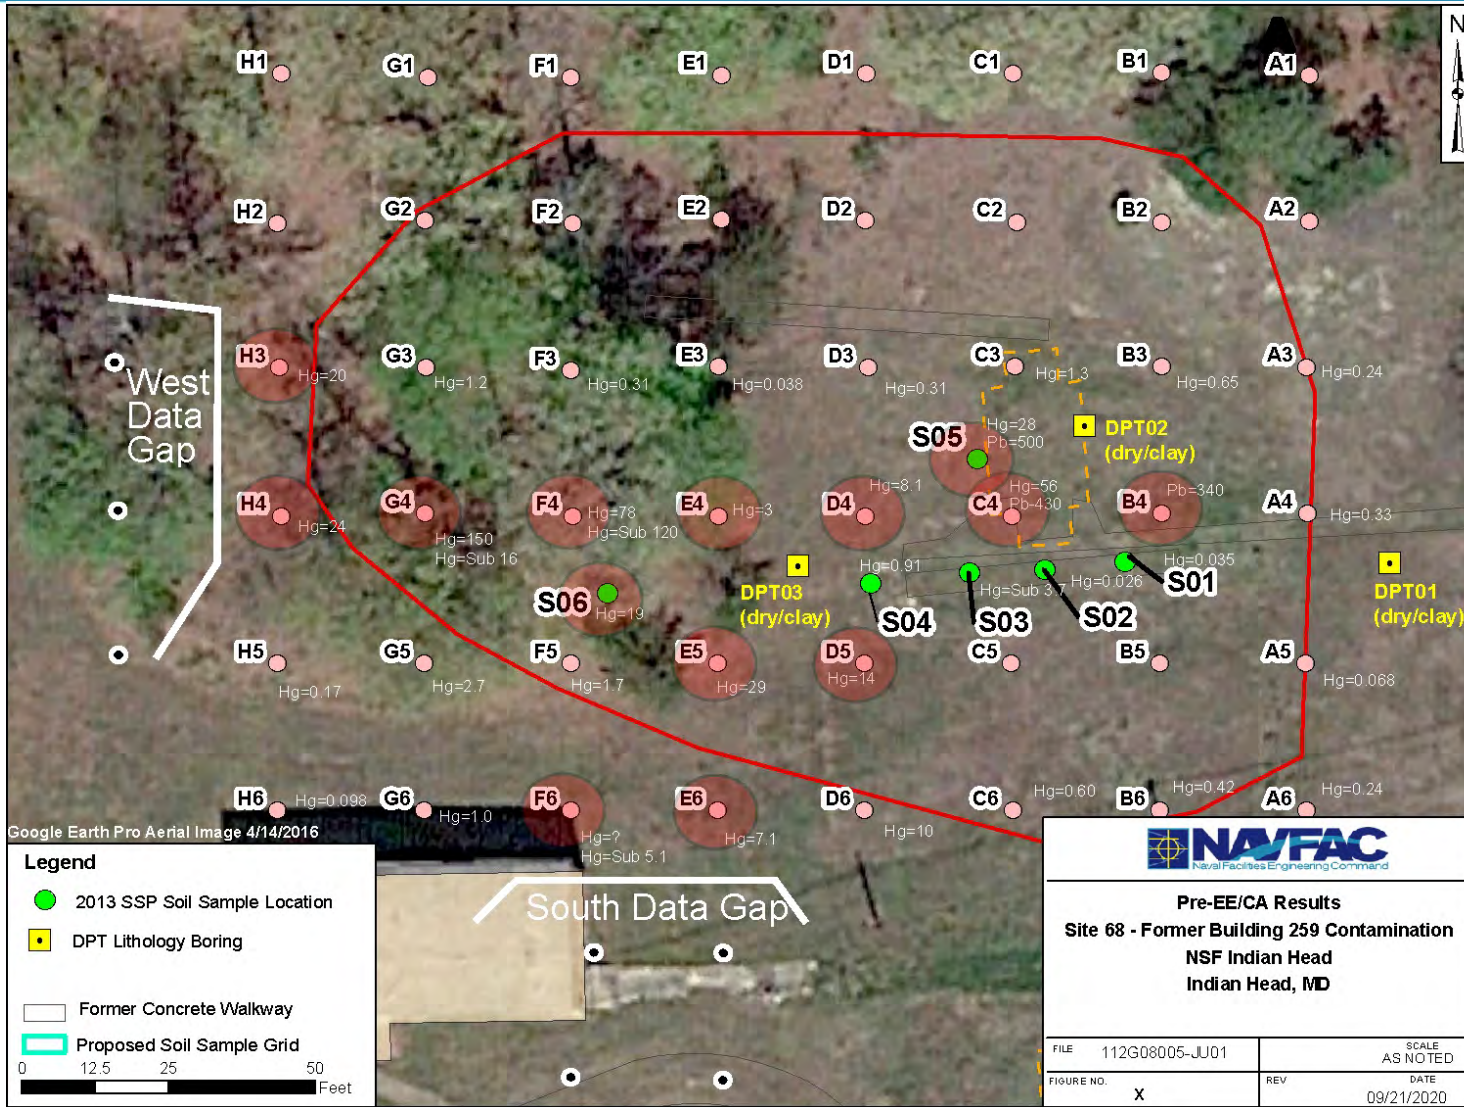 N
H1
G1
F1
E1
D1
C1
B1
A1
H2
G2
F2
E2
D2
C2
B2
A2
H3
Hg=20
G3
Hg=1.2
F3
Hg=0.31
E3
Hg=0.038
D3
Hg=0.31
C3
Hg=1.3
B3
Hg=0.65
A3
Hg=0.24
West
Data
Gap
S05
Hg=28
Pb=500
DPT02
(dry/clay)
H4
Hg=24
G4
Hg=150
Hg=Sub 16
F4
Hg=78
Hg=Sub 120
E4
Hg=3
D4
Hg=8.1
C4
Hg=56
Pb=430
B4
Pb=340
A4
Hg=0.33
S06
Hg=19
DPT03
(dry/clay)
Hg=0.91
S04
Hg=Sub 3.7
S03
Hg=0.026
S02
Hg=0.035
S01
DPT01
(dry/clay)
H5
Hg=0.17
G5
Hg=2.7
F5
Hg=1.7
E5
Hg=29
D5
Hg=14
C5
B5
A5
Hg=0.068
H6
Hg=0.098
G6
Hg=1.0
F6
Hg=?
Hg=Sub 5.1
E6
Hg=7.1
D6
Hg=10
C6
Hg=0.60
B6
Hg=0.42
A6
Hg=0.24
South Data Gap
Google Earth Pro Aerial Image 4/14/2016
Legend
2013 SSP Soil Sample Location
DPT Lithology Boring
Former Concrete Walkway
Proposed Soil Sample Grid
0 12.5 25 50
Feet
NAVFAC
Naval Facilities Engineering Command
Pre-EE/CA Results
Site 68 - Former Building 259 Contamination
NSF Indian Head
Indian Head, MD
FILE 112G08005-JU01
SCALE
AS NOTED
FIGURE NO.
X
REV
DATE
09/21/2020